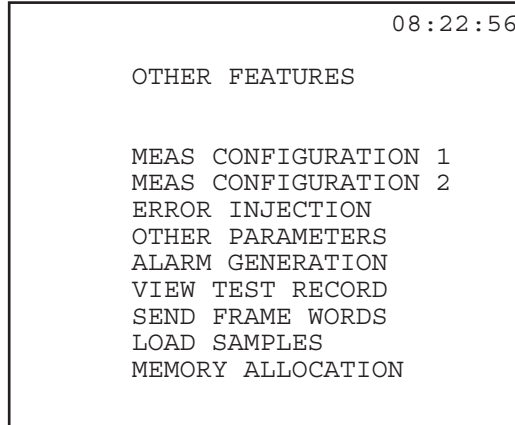 08:22:56
OTHER FEATURES
MEAS CONFIGURATION 1
MEAS CONFIGURATION 2
ERROR INJECTION
OTHER PARAMETERS
ALARM GENERATION
VIEW TEST RECORD
SEND FRAME WORDS
LOAD SAMPLES
MEMORY ALLOCATION